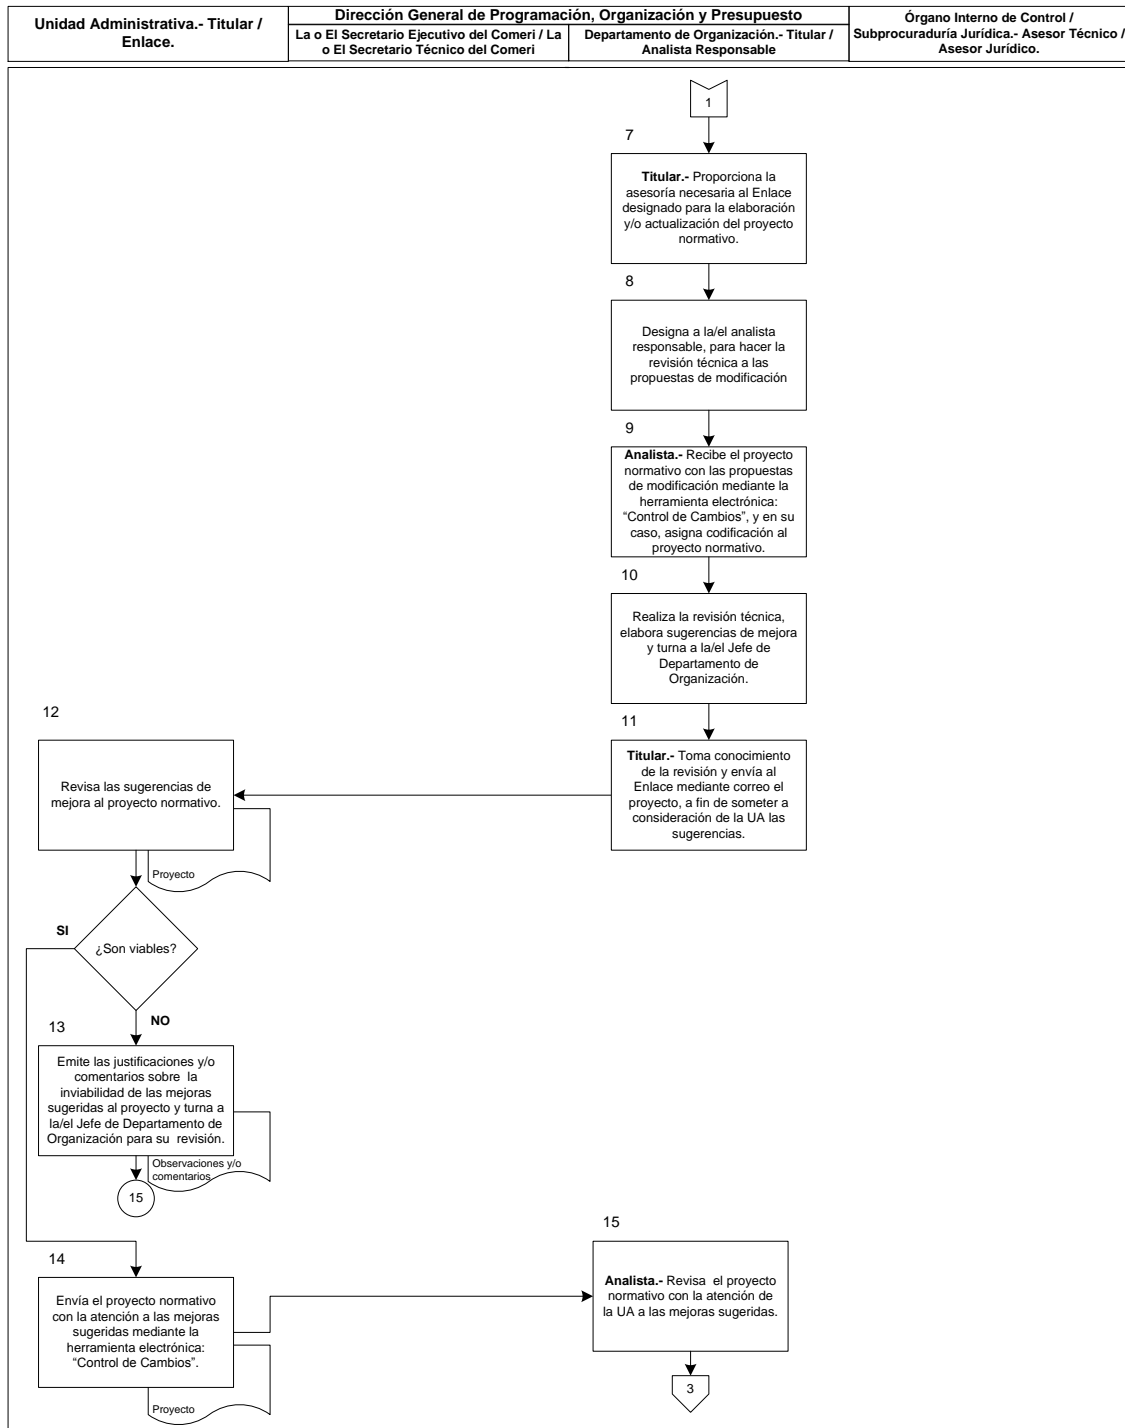 Unidad Administrativa.- Titular /
Enlace.
Dirección General de Programación, Organización y Presupuesto
La o El Secretario Ejecutivo del Comeri / La
o El Secretario Técnico del Comeri
Departamento de Organización.- Titular /
Analista Responsable
Órgano Interno de Control /
Subprocuraduría Jurídica.- Asesor Técnico /
Asesor Jurídico.
1
7
Titular.- Proporciona la
asesoría necesaria al Enlace
designado para la elaboración
y/o actualización del proyecto
normativo.
8
Designa a la/el analista
responsable, para hacer la
revisión técnica a las
propuestas de modificación
9
Analista.- Recibe el proyecto
normativo con las propuestas
de modificación mediante la
herramienta electrónica:
“Control de Cambios”, y en su
caso, asigna codificación al
proyecto normativo.
10
Realiza la revisión técnica,
elabora sugerencias de mejora
y turna a la/el Jefe de
Departamento de
Organización.
11
Titular.- Toma conocimiento
de la revisión y envía al
Enlace mediante correo el
proyecto, a fin de someter a
consideración de la UA las
sugerencias.
12
Revisa las sugerencias de
mejora al proyecto normativo.
Proyecto
¿Son viables?
SI
NO
13
Emite las justificaciones y/o
comentarios sobre la
inviabilidad de las mejoras
sugeridas al proyecto y turna a
la/el Jefe de Departamento de
Organización para su revisión.
Observaciones y/o
comentarios
15
14
Envía el proyecto normativo
con la atención a las mejoras
sugeridas mediante la
herramienta electrónica:
“Control de Cambios”.
Proyecto
15
Analista.- Revisa el proyecto
normativo con la atención de
la UA a las mejoras sugeridas.
3